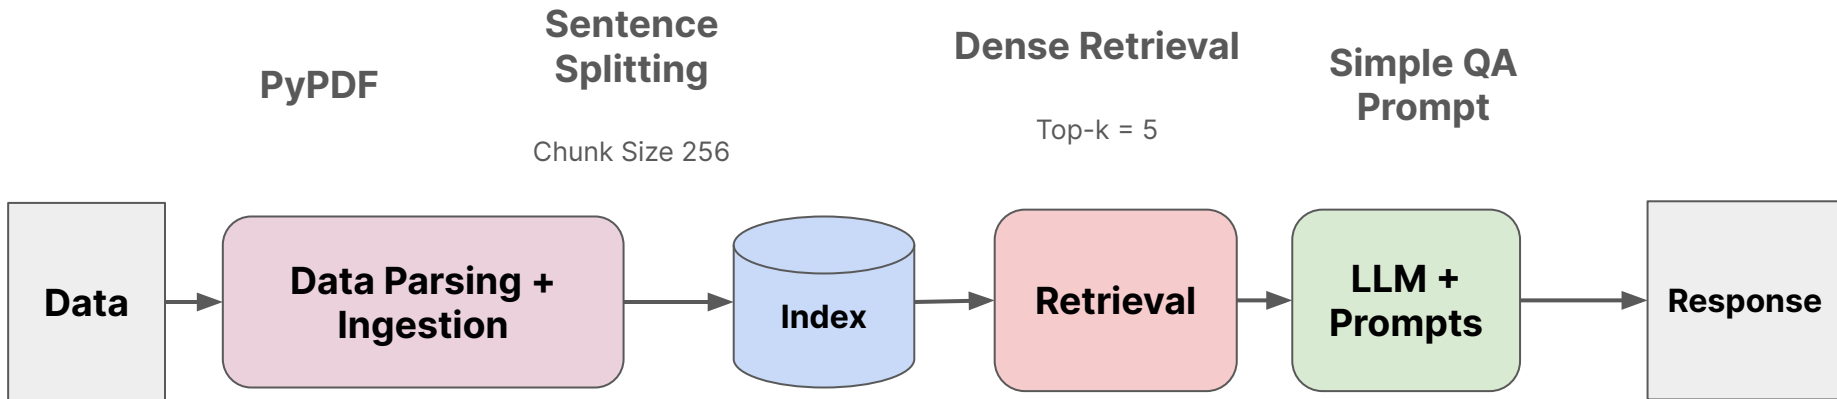 PyPDF
Sentence
Splitting
Chunk Size 256
Dense Retrieval
Top-k = 5
Simple QA
Prompt
Data
Data Parsing +
Ingestion
Index
Retrieval
LLM +
Prompts
Response